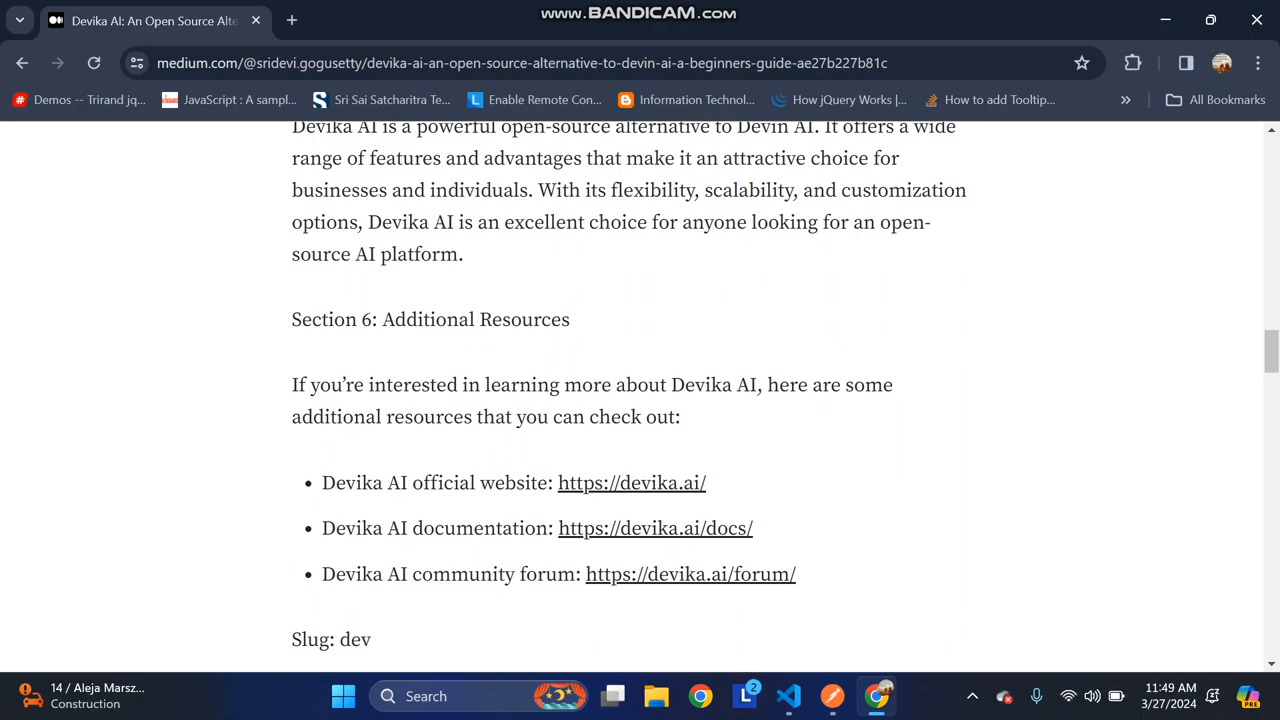 www.BANDICAM.com
Devika AI: An Open Source Alte
medium.com/@sridevi.gogusetty/devika-ai-an-open-source-alternative-to-devin-ai-a-beginners-guide-ae27b227b81c
Demos -- Trirand jq...
JavaScript : A sampl...
Sri Sai Satcharitra Te...
Enable Remote Con...
Information Technol...
How jQuery Works |...
How to add Tooltip...
All Bookmarks
Devika AI is a powerful open-source alternative to Devin AI. It offers a wide
range of features and advantages that make it an attractive choice for
businesses and individuals. With its flexibility, scalability, and customization
options, Devika AI is an excellent choice for anyone looking for an open-
source AI platform.
Section 6: Additional Resources
If you're interested in learning more about Devika AI, here are some
additional resources that you can check out:
• Devika AI official website: https://devika.ai/
• Devika AI documentation: https://devika.ai/docs/
• Devika AI community forum: https://devika.ai/forum/
Slug: dev
14 / Aleja Marsz...
Construction
Search
2
11:49 AM
3/27/2024
PRE